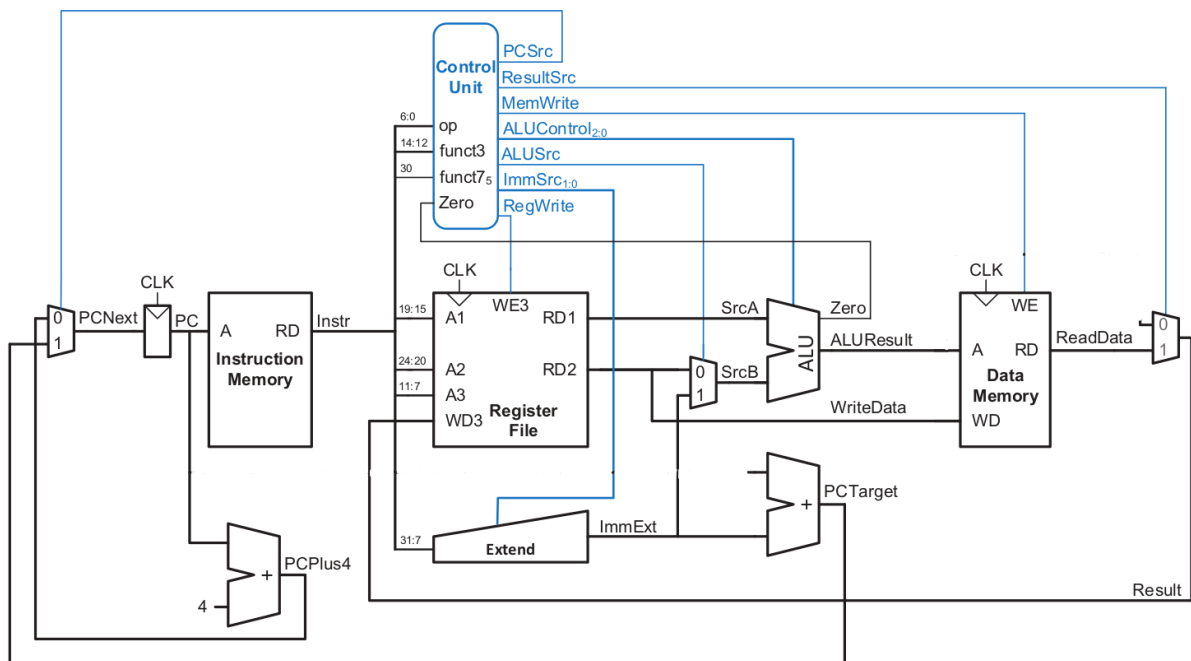 PCSrc
Control
Unit
ResultSrc
MemWrite
6:0
op
ALUControl2:0
14:12
funct3
ALUSrc
30
funct75
ImmSrc1:0
Zero
RegWrite
CLK
CLK
CLK
0
1
PCNext
PC
A
RD
Instruction
Memory
Instr
19:15
A1
WE3
RD1
24:20
A2
RD2
11:7
A3
WD3
Register
File
SrcA
0
1
SrcB
ALU
Zero
ALUResult
WriteData
WE
A
RD
Data
Memory
WD
ReadData
0
1
31:7
Extend
ImmExt
+
PCTarget
+
PCPlus4
4
Result